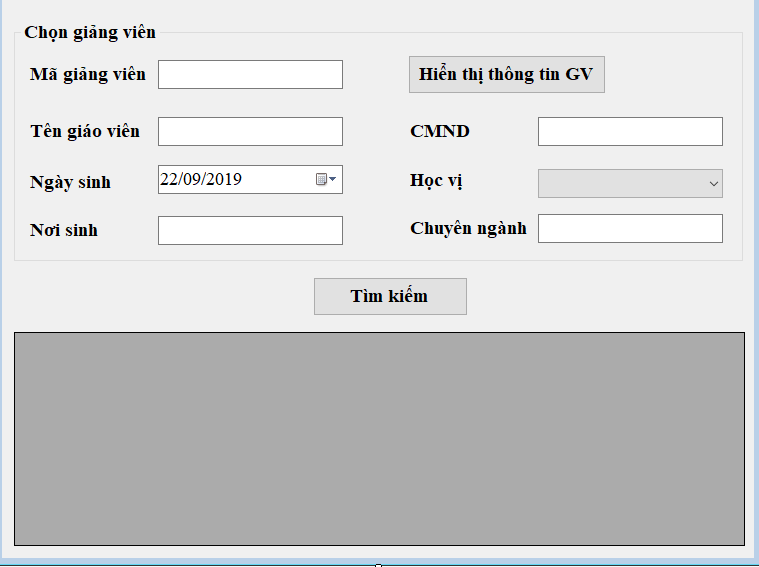 Chọn giảng viên
Mã giảng viên
Hiển thị thông tin GV
Tên giáo viên
CMND
Ngày sinh
22/09/2019
Học vị
Nơi sinh
Chuyên ngành
Tìm kiếm